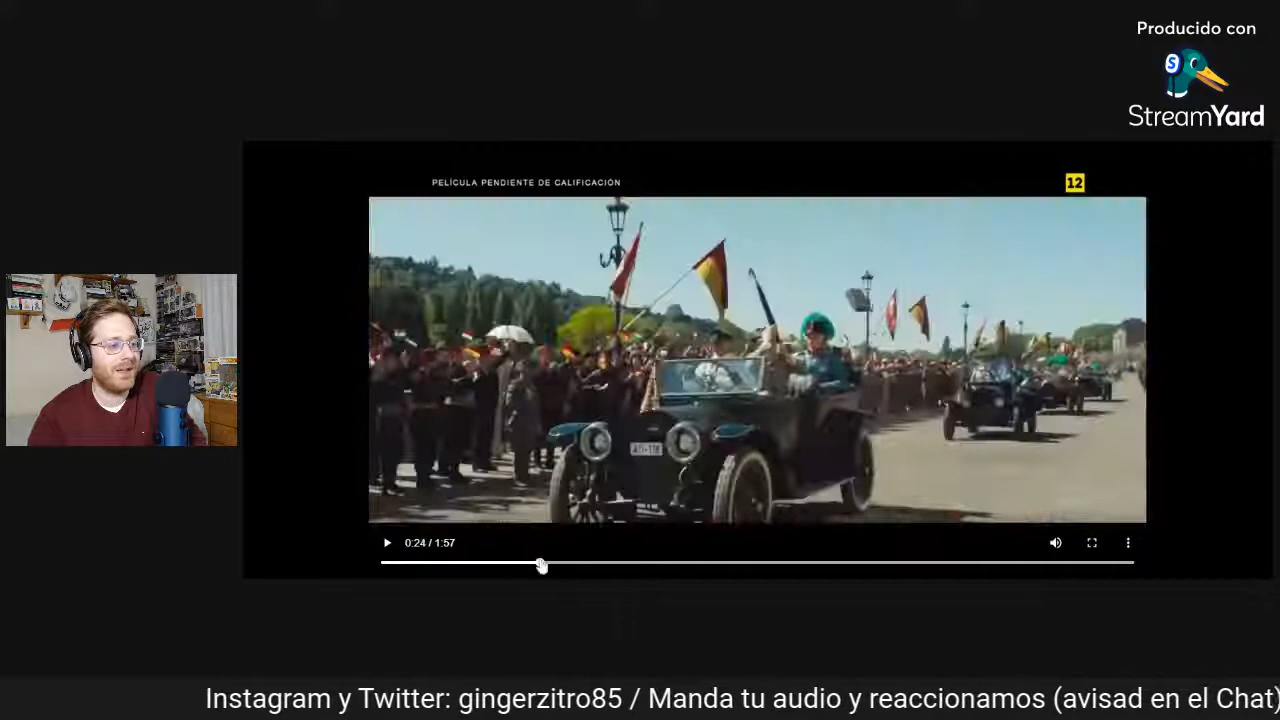 Producido con
StreamYard
PELÍCULA PENDIENTE DE CALIFICACIÓN
12
0:24 / 1:57
Instagram y Twitter: gingerzitro85 / Manda tu audio y reaccionamos (avisad en el Chat)